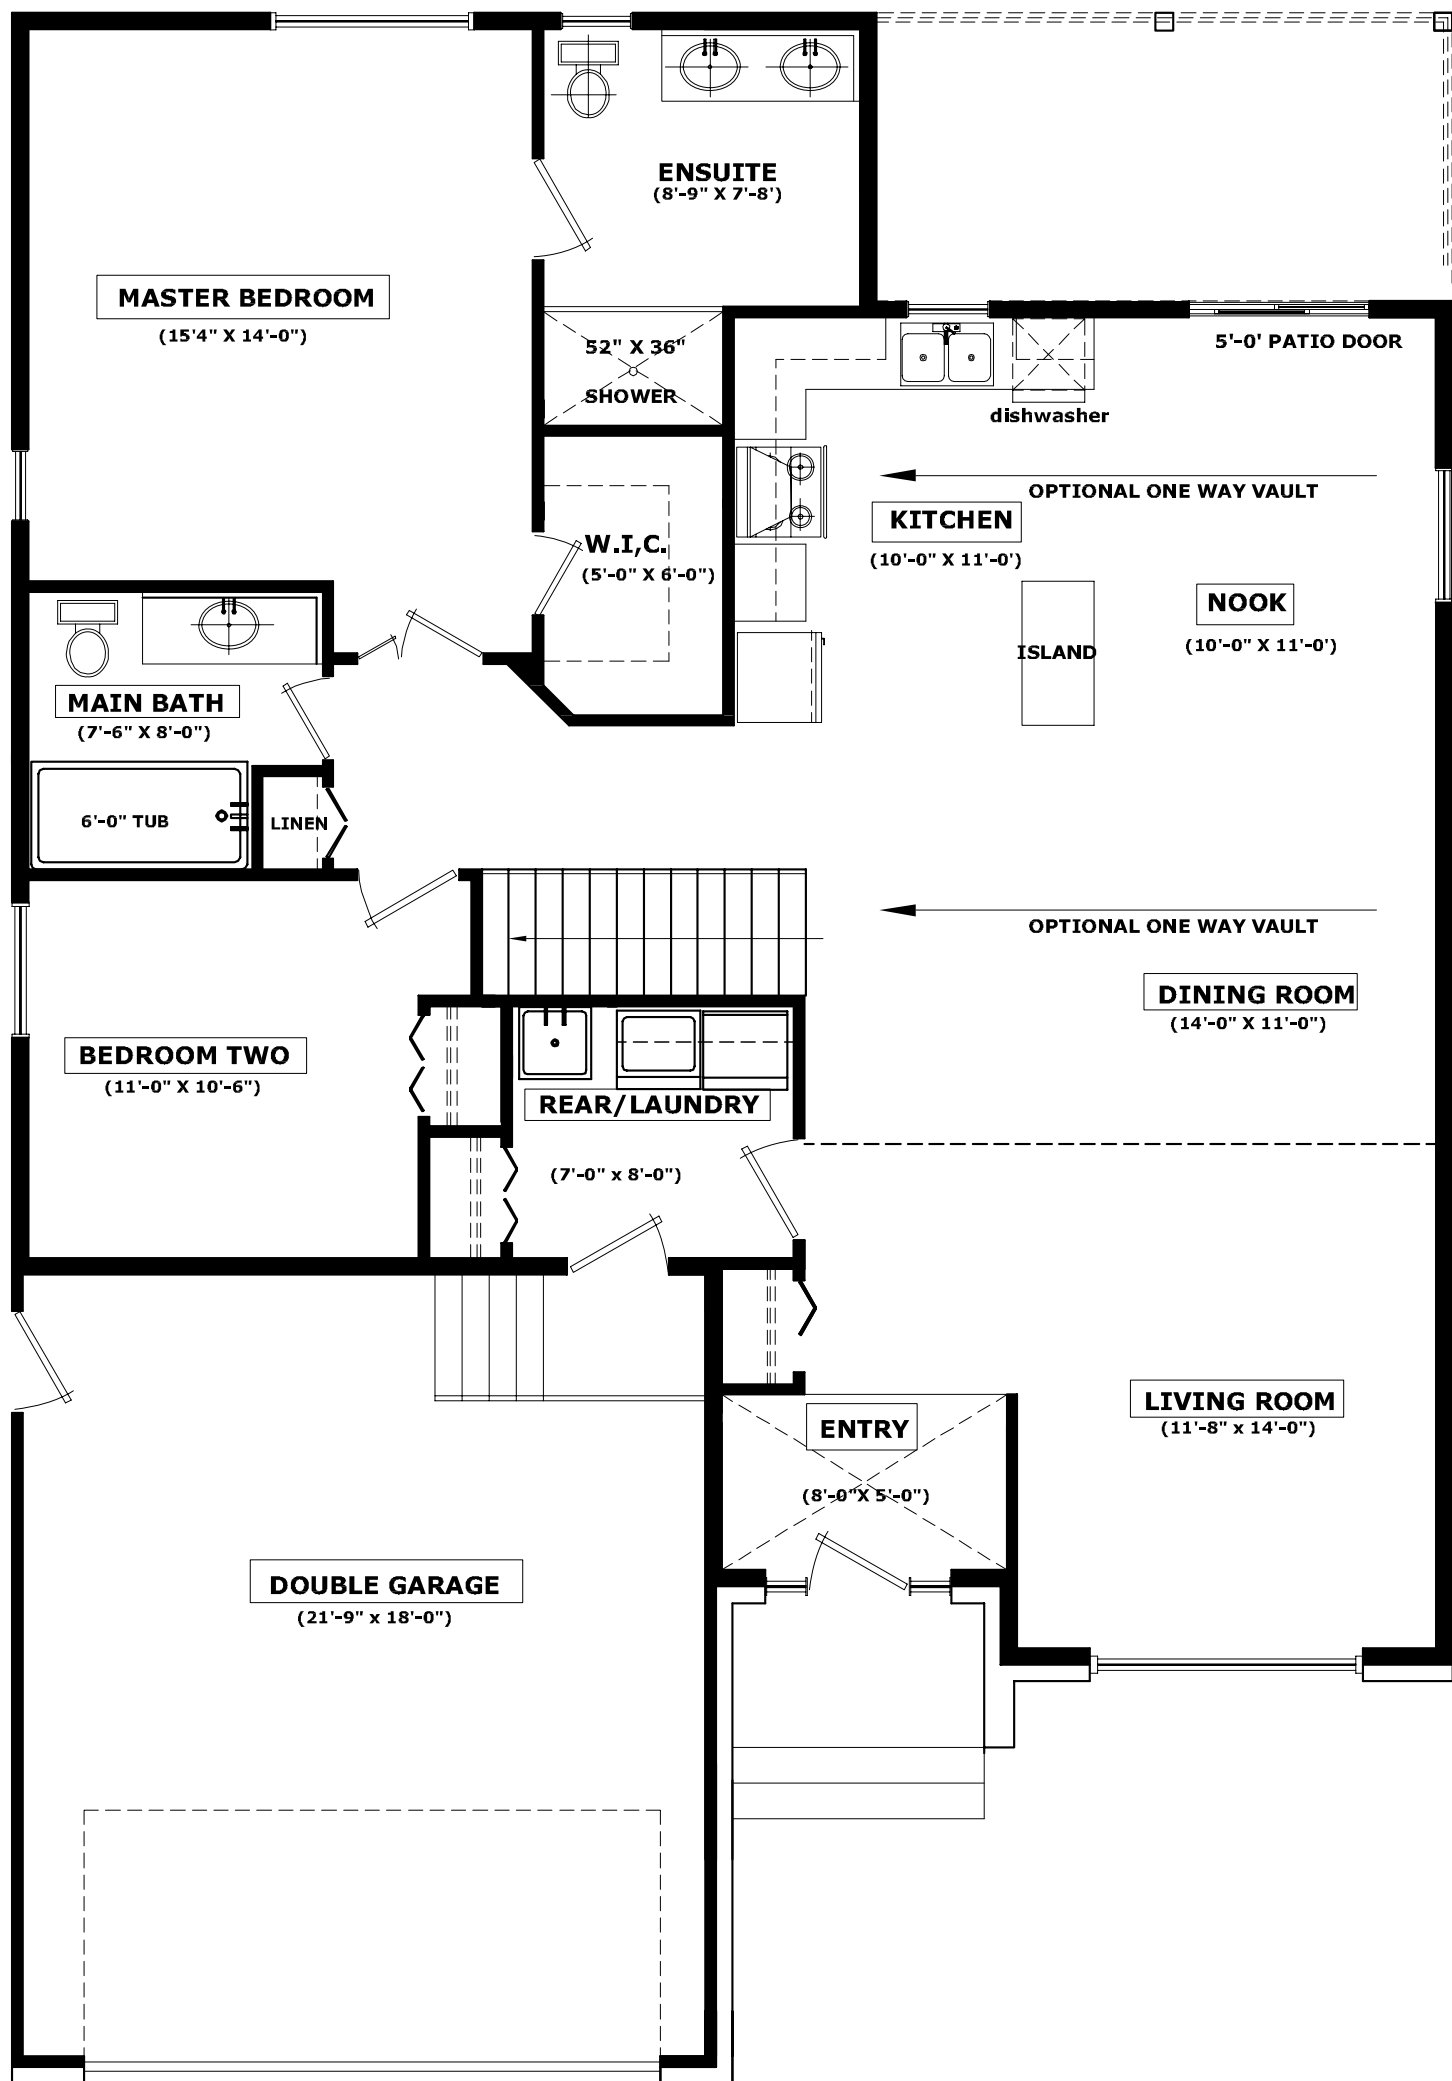 ENSUITE
(8'-9" X 7'-8')
MASTER BEDROOM
(15'4" X 14'-0")
52" X 36"
SHOWER
5'-0' PATIO DOOR
dishwasher
OPTIONAL ONE WAY VAULT
KITCHEN
(10'-0" X 11'-0')
W.I,C.
(5'-0" X 6'-0")
NOOK
(10'-0" X 11'-0')
ISLAND
MAIN BATH
(7'-6" X 8'-0")
6'-0" TUB
LINEN
OPTIONAL ONE WAY VAULT
DINING ROOM
(14'-0" X 11'-0")
BEDROOM TWO
(11'-0" X 10'-6")
REAR/LAUNDRY
(7'-0" x 8'-0")
LIVING ROOM
(11'-8" x 14'-0")
ENTRY
(8'-0"X 5'-0")
DOUBLE GARAGE
(21'-9" x 18'-0")